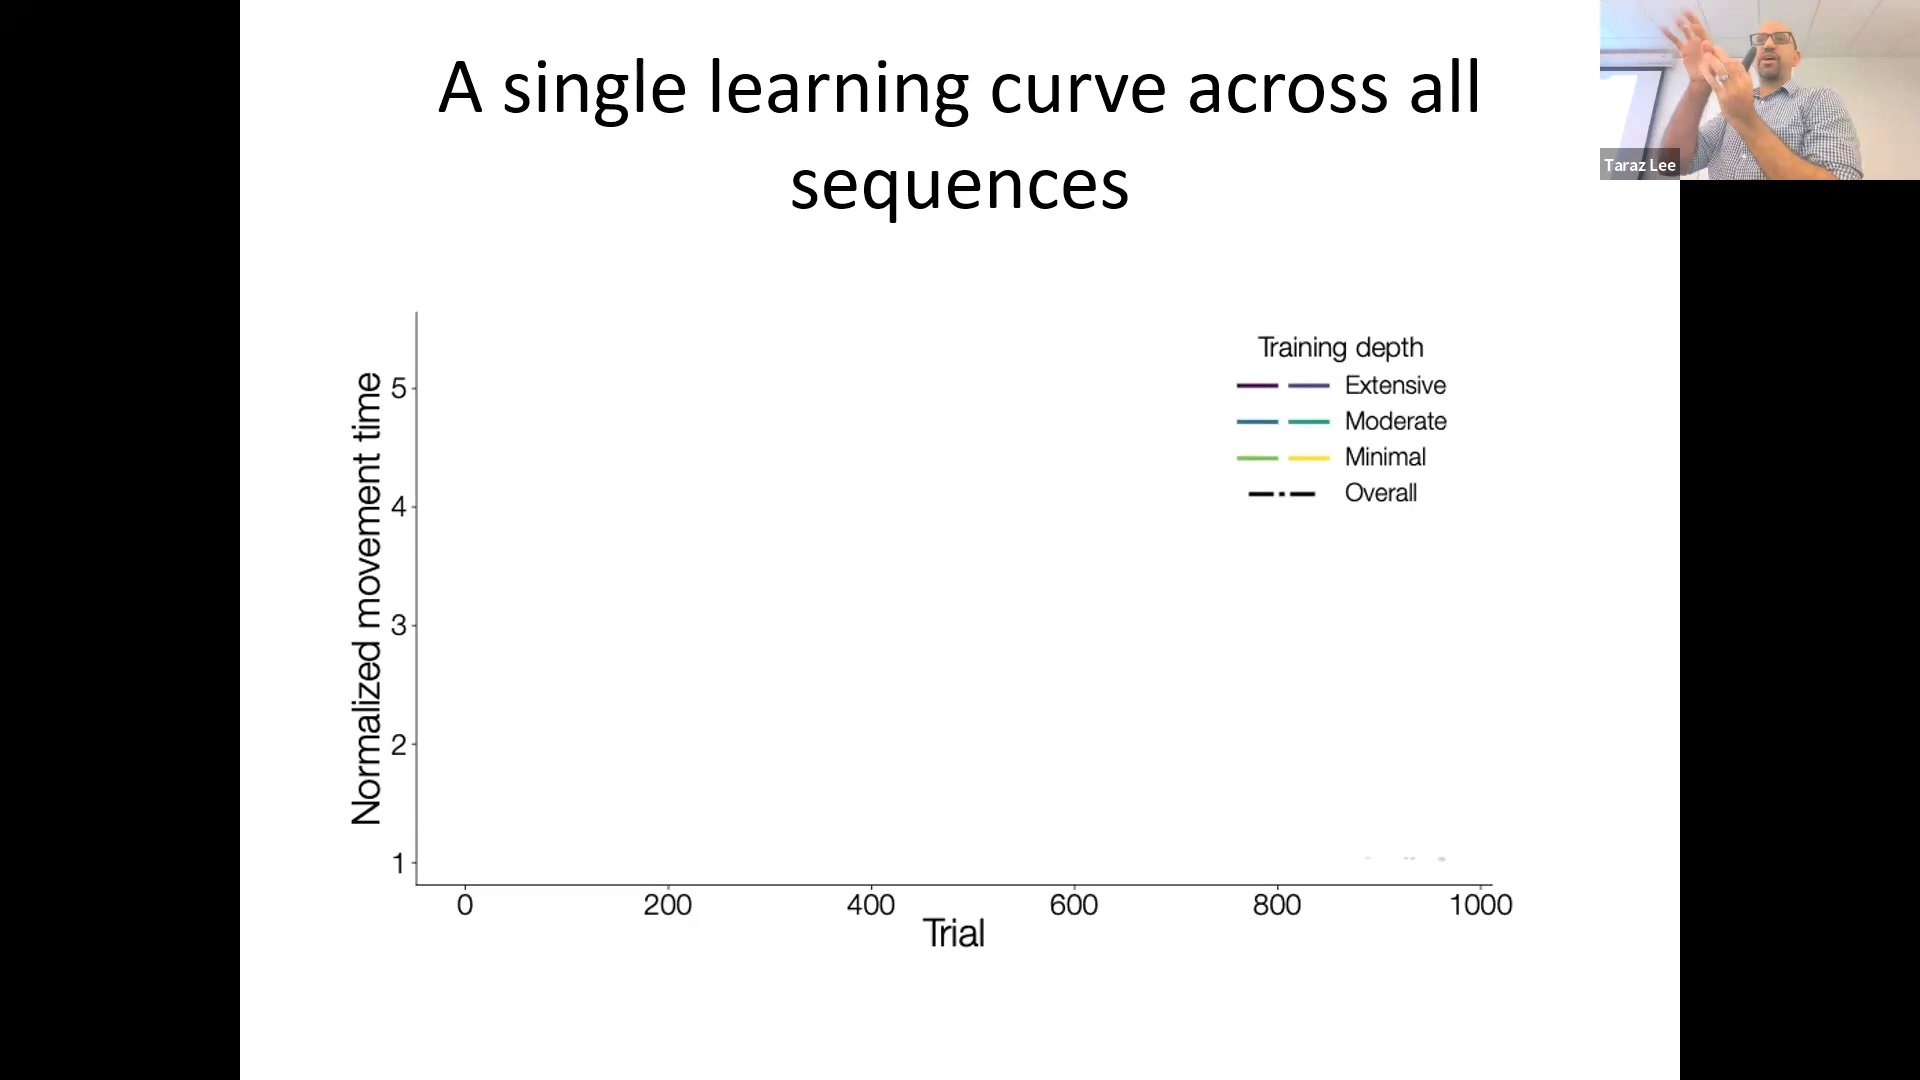 A single learning curve across all
sequences
Taraz Lee
Training depth
Extensive
Moderate
Minimal
Overall
Normalized movement time
5
4
3
2
1
0 200 400 600 800 1000
Trial